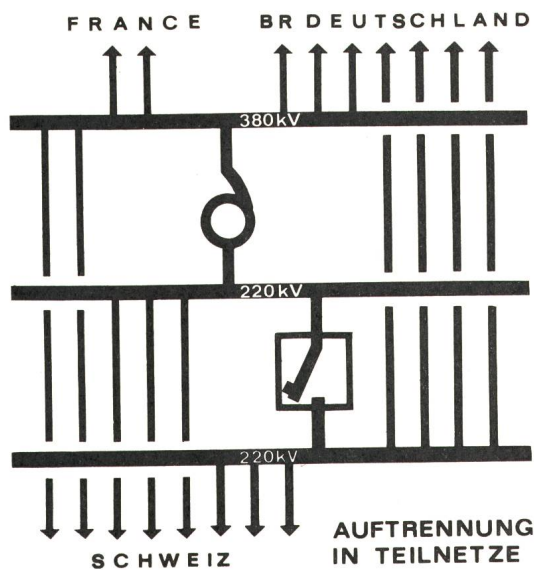 FRANCE BR DEUTSCHLAND
380kV
220kV
220kV
SCHWEIZ
AUFTRENNUNG
IN TEILNETZE